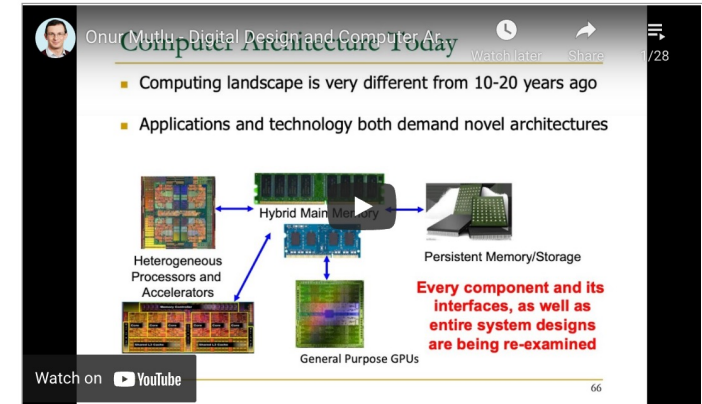 Onur Mutlu - Digital Design and Computer Ar...
Computer Architecture Today
Watch later
Share
1/28
Computing landscape is very different from 10-20 years ago
Applications and technology both demand novel architectures
Hybrid Main Memory
Heterogeneous
Processors and
Accelerators
Persistent Memory/Storage
Every component and its
interfaces, as well as
entire system designs
are being re-examined
General Purpose GPUs
Watch on YouTube
66